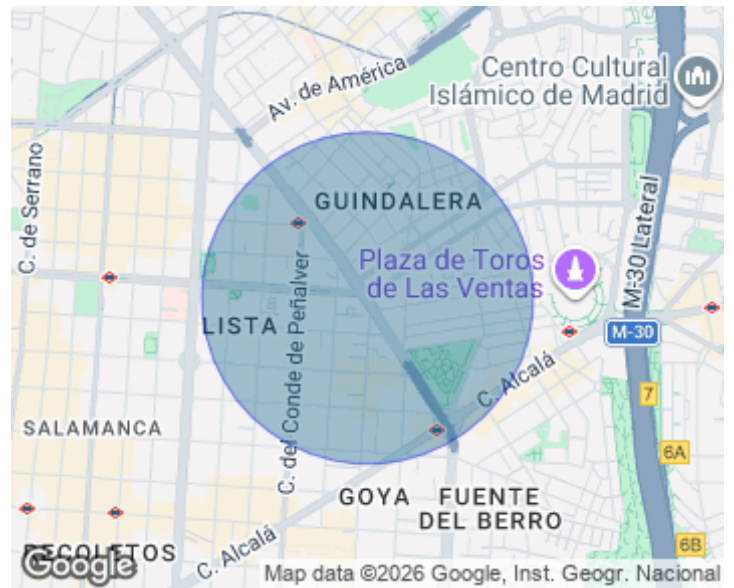 Av. de América
Centro Cultural
Islámico de Madrid
C. de Serrano
GUINDALERA
M-30 Lateral
Plaza de Toros
de Las Ventas
C. del Conde de Peñalver
LISTA
M-30
C. Alcalá
7
SALAMANCA
6A
GOYA
FUENTE
DEL BERRO
RECOLETOS
C. Alcalá
6B
Google
Map data ©2026 Google, Inst. Geogr. Nacional